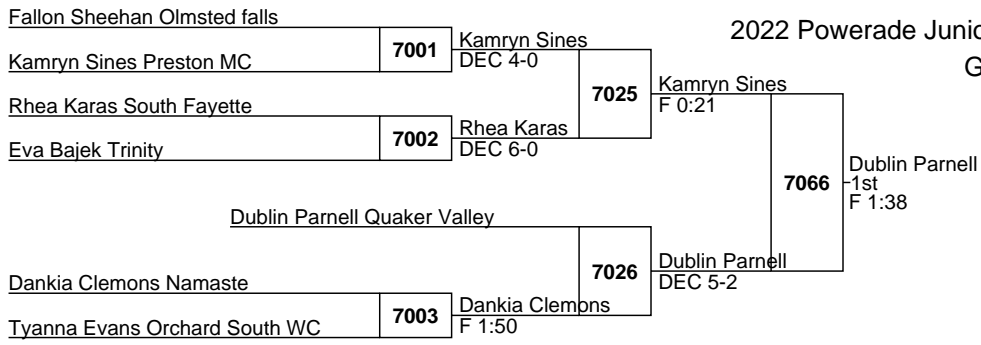 Fallon Sheehan Olmsted falls
2022 Powerade Junio
7001
Kamryn Sines
DEC 4-0
Kamryn Sines Preston MC
G
7025
Kamryn Sines
F 0:21
Rhea Karas South Fayette
7002
Rhea Karas
DEC 6-0
Eva Bajek Trinity
7066
Dublin Parnell
1st
F 1:38
Dublin Parnell Quaker Valley
7026
Dublin Parnell
DEC 5-2
Dankia Clemons Namaste
7003
Dankia Clemons
F 1:50
Tyanna Evans Orchard South WC